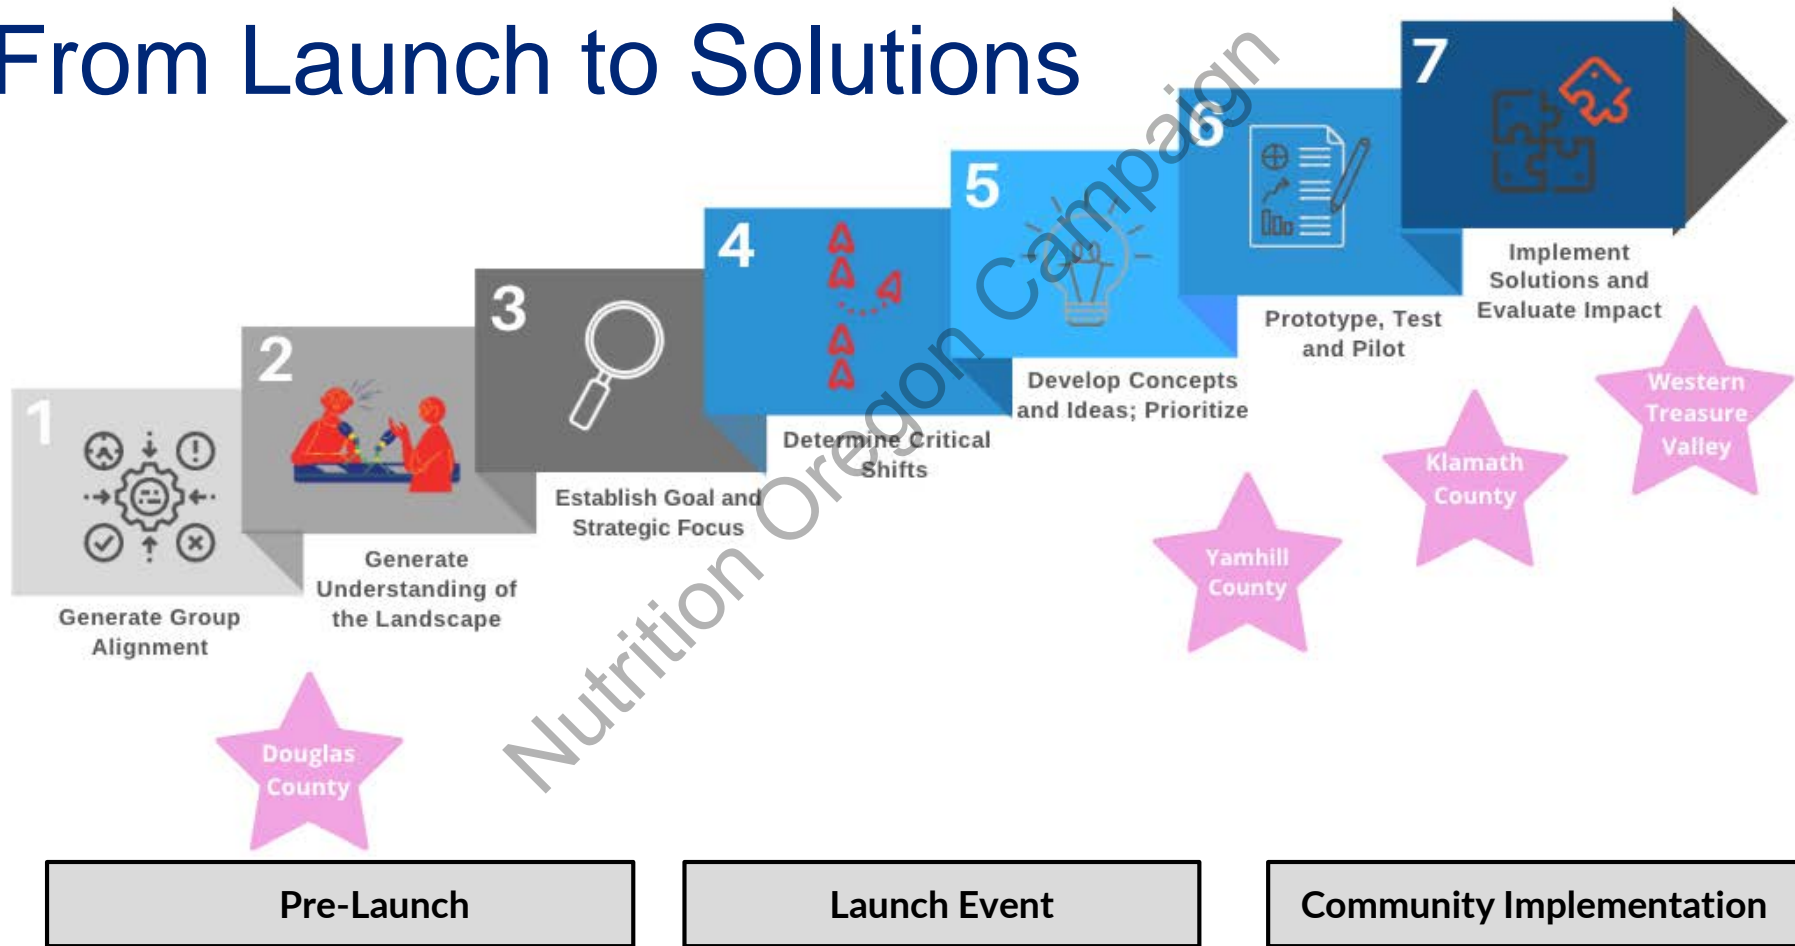 From Launch to Solutions
1
Generate Group
Alignment
2
Generate
Understanding of
the Landscape
3
Establish Goal and
Strategic Focus
4
Determine Critical
Shifts
5
Develop Concepts
and Ideas; Prioritize
6
Prototype, Test
and Pilot
7
Implement
Solutions and
Evaluate Impact
Douglas
County
Yamhill
County
Klamath
County
Western
Treasure
Valley
Nutrition Oregon Campaign
Pre-Launch
Launch Event
Community Implementation